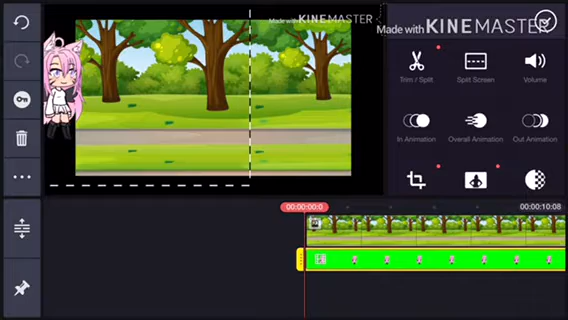 Made with KINEMASTER
Made with KINEMASTER
Trim / Split
Split Screen
Volume
In Animation
Overall Animation
Out Animation
00:00:00:0
00:00:10:08